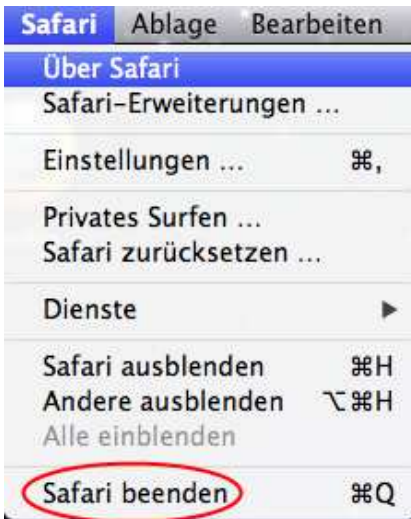 Safari Ablage Bearbeiten
Über Safari
Safari-Erweiterungen ...
Einstellungen ... ⌘,
Privates Surfen ...
Safari zurücksetzen ...
Dienste ▶
Safari ausblenden ⌘H
Andere ausblenden ⌥⌘H
Alle einblenden
Safari beenden ⌘Q